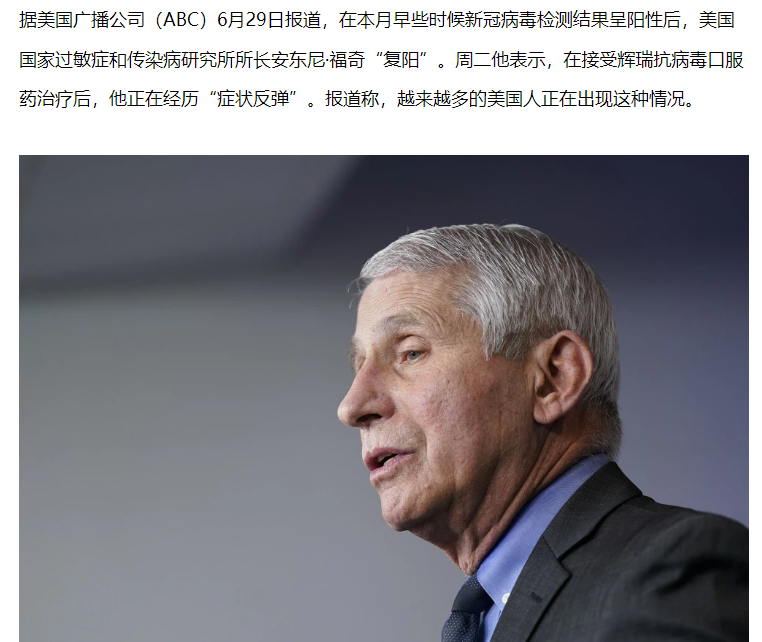 据美国广播公司（ABC）6月29日报道，在本月早些时候新冠病毒检测结果呈阳性后，美国
国家过敏症和传染病研究所所长安东尼·福奇“复阳”。周二他表示，在接受辉瑞抗病毒口服
药治疗后，他正在经历“症状反弹”。报道称，越来越多的美国人正在出现这种情况。